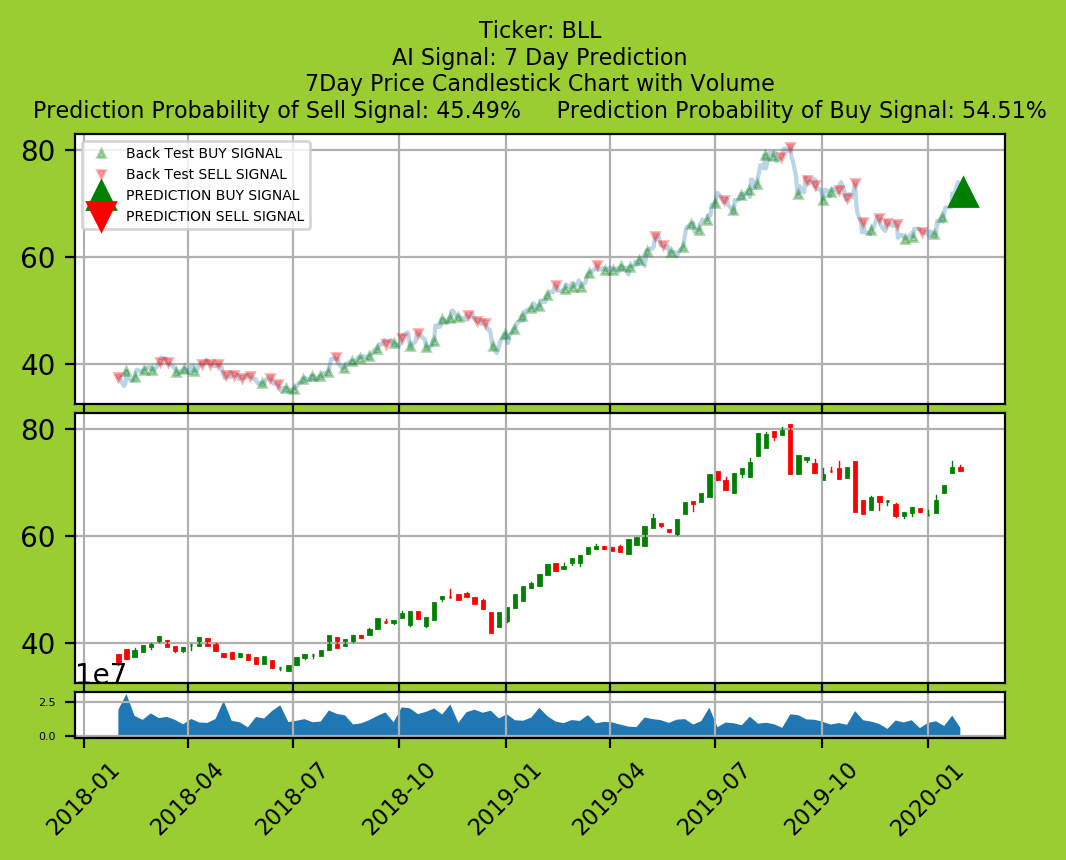 Ticker: BLL
AI Signal: 7 Day Prediction
7Day Price Candlestick Chart with Volume
Prediction Probability of Sell Signal: 45.49%     Prediction Probability of Buy Signal: 54.51%
Back Test BUY SIGNAL
Back Test SELL SIGNAL
PREDICTION BUY SIGNAL
PREDICTION SELL SIGNAL
80
60
40
80
60
40
1e7
2.5
0.0
2018-01
2018-04
2018-07
2018-10
2019-01
2019-04
2019-07
2019-10
2020-01